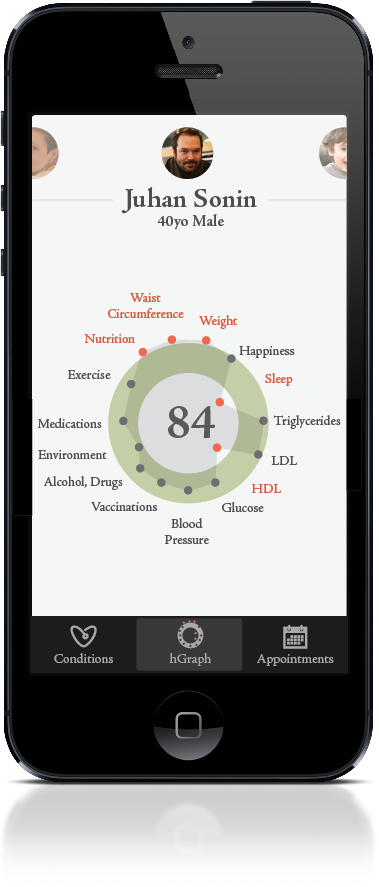 Juhan Sonin
40yo Male
Waist
Circumference
Weight
Nutrition
Happiness
Exercise
Sleep
Medications
Triglycerides
Environment
LDL
Alcohol, Drugs
HDL
Vaccinations
Glucose
Blood
Pressure
84
Conditions
hGraph
Appointments